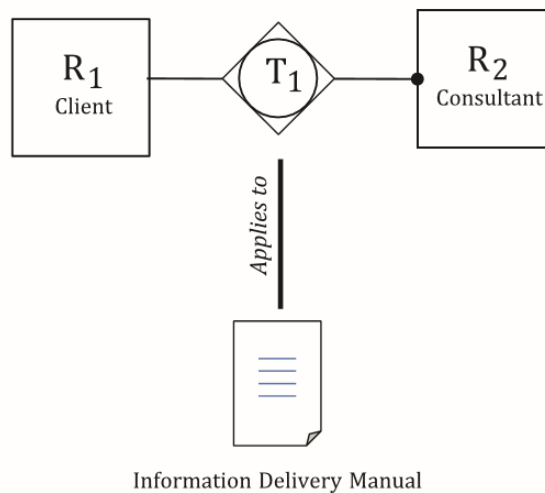 R₁
Client
T₁
R₂
Consultant
Applies to
Information Delivery Manual